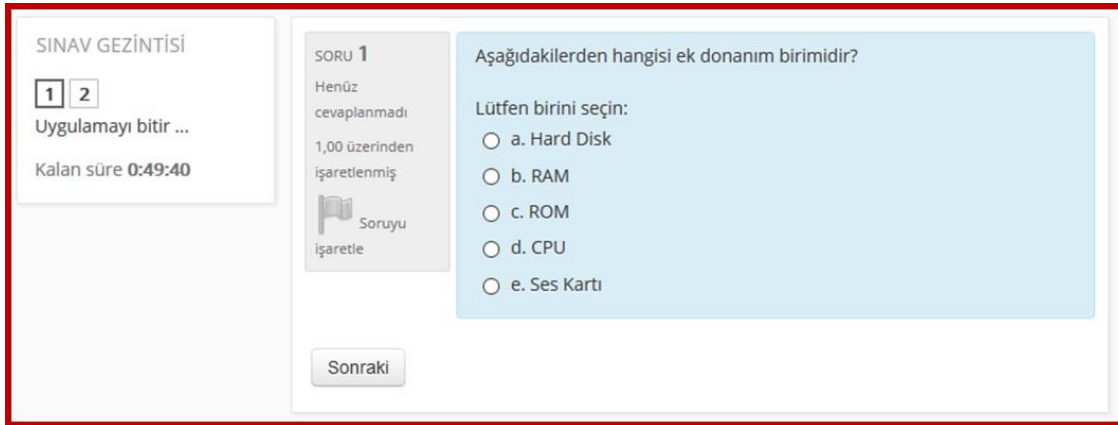 SINAV GEZİNTİSİ
1 2
Uygulamayı bitir ...
Kalan süre 0:49:40
SORU 1
Henüz
cevaplanmadı
1,00 üzerinden
işaretlenmiş
Soruyu
işaretle
Aşağıdakilerden hangisi ek donanım birimidir?
Lütfen birini seçin:
a. Hard Disk
b. RAM
c. ROM
d. CPU
e. Ses Kartı
Sonraki